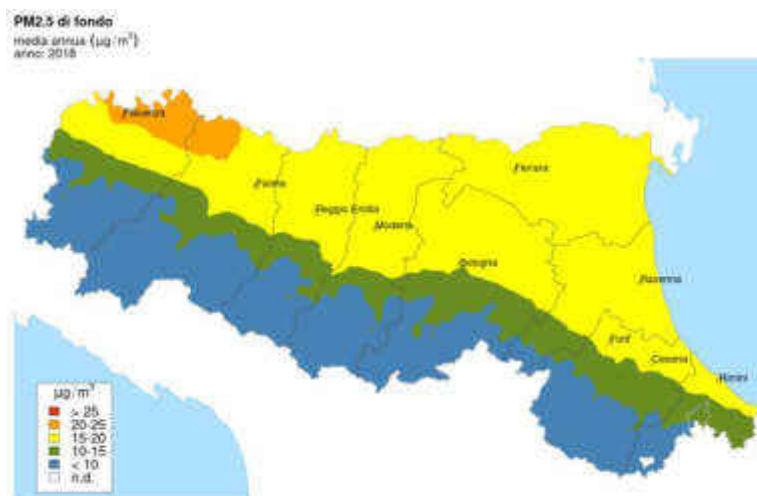 PM2.5 di fondo
media annua (µg/m³)
anno: 2018
Piacenza
Parma
Ferrara
Reggio Emilia
Modena
Bologna
Ravenna
Forlì
Cesena
Rimini
µg/m³
> 25
20-25
15-20
10-15
< 10
n.d.